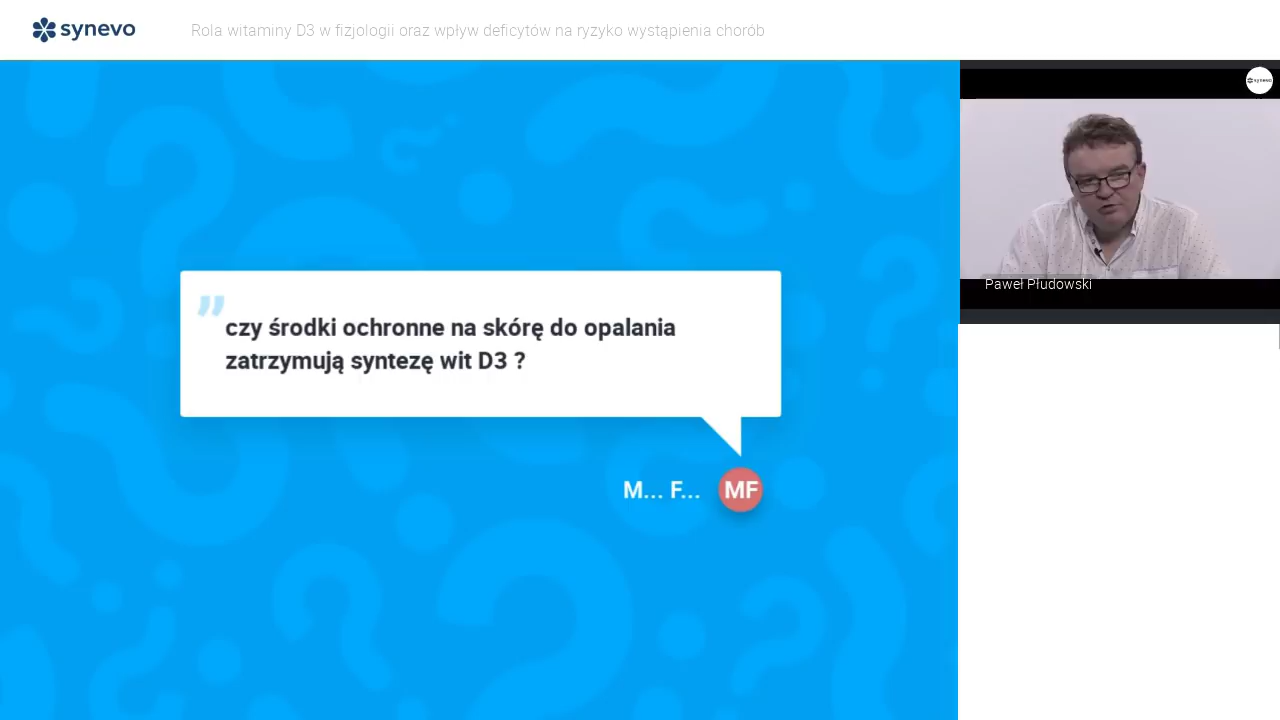 synevo
Rola witaminy D3 w fizjologii oraz wpływ deficytów na ryzyko wystąpienia chorób
synevo
Paweł Płudowski
"
czy środki ochronne na skórę do opalania
zatrzymują syntezę wit D3 ?
M... F...
MF